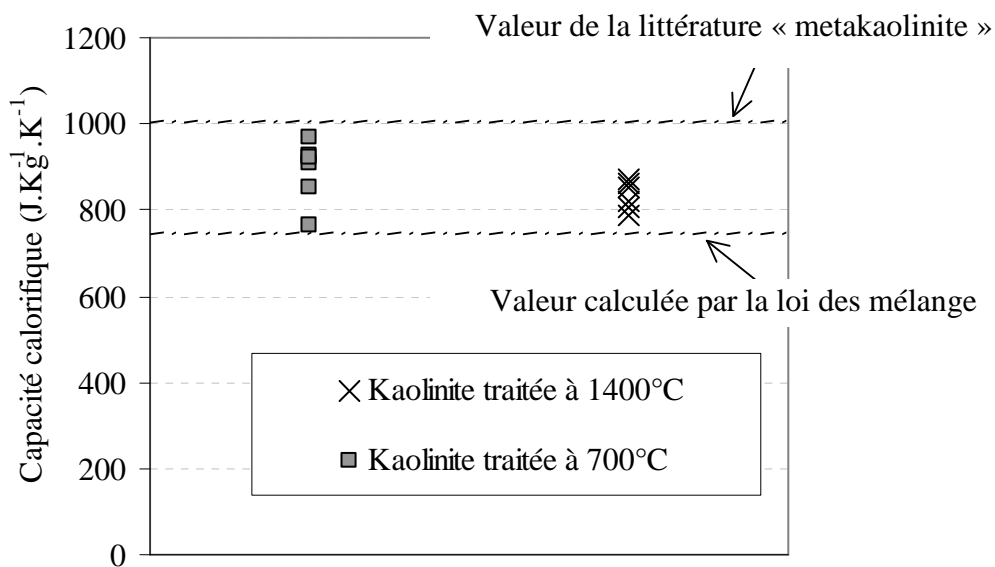 Valeur de la littérature « metakaolinite »
1200
1000
800
600
400
200
0
Capacité calorifique (J.Kg-1.K-1)
Valeur calculée par la loi des mélange
Kaolinite traitée à 1400°C
Kaolinite traitée à 700°C